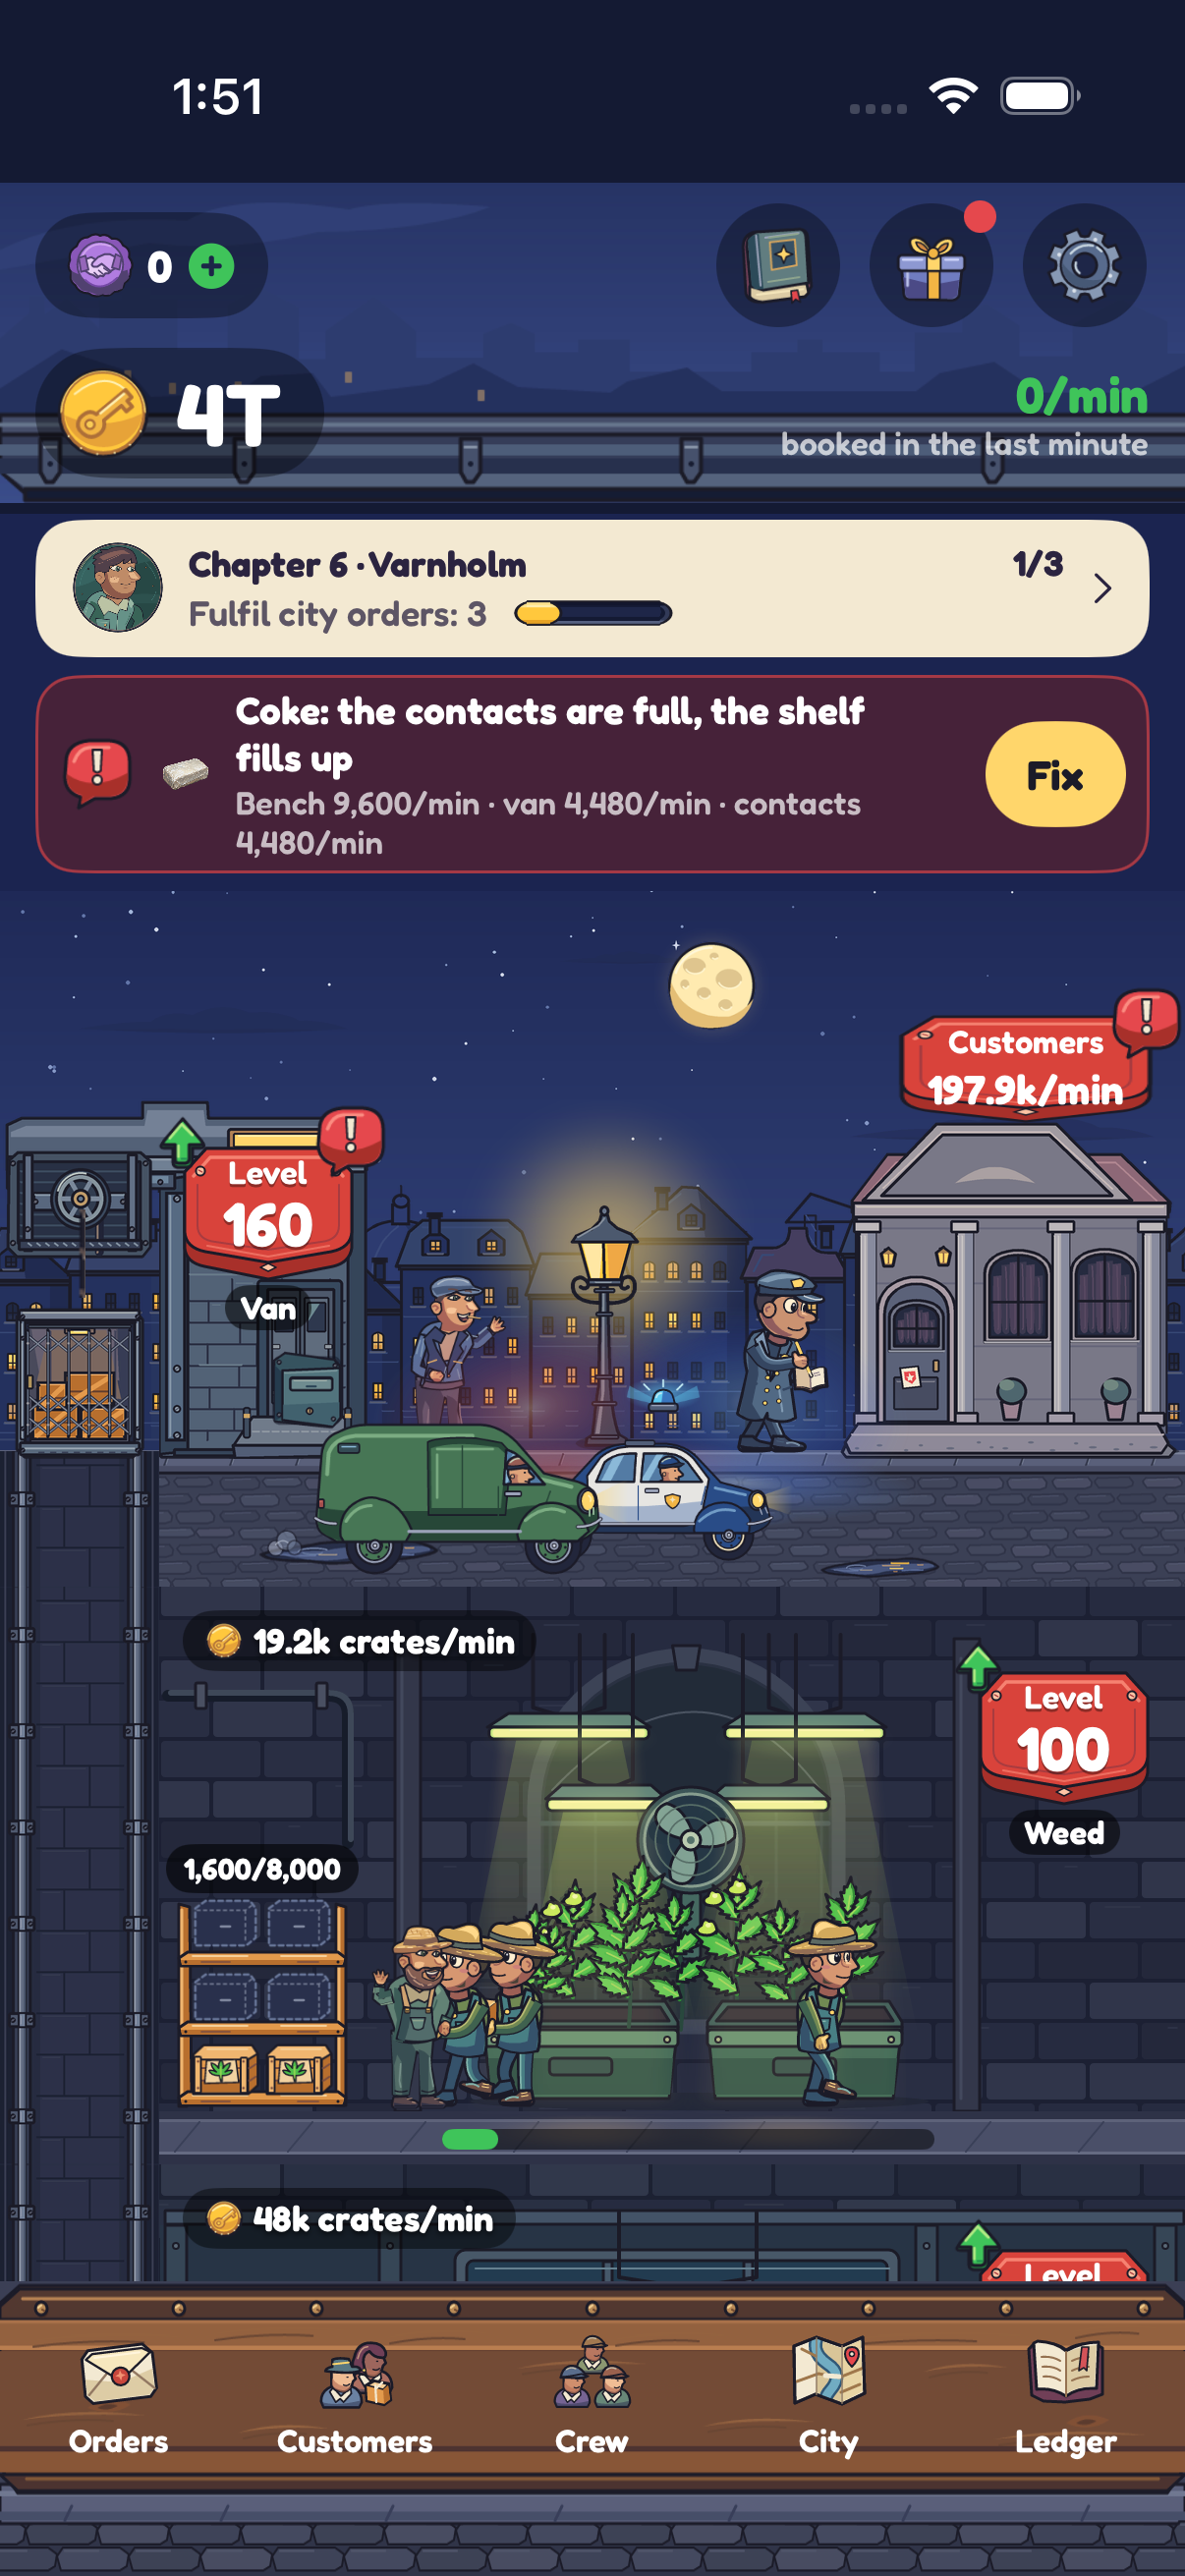 1:51
0
4T
0/min
booked in the last minute
Chapter 6 · Varnholm
1/3
Fulfil city orders: 3
Coke: the contacts are full, the shelf
fills up
Bench 9,600/min · van 4,480/min · contacts
4,480/min
Fix
Customers
197.9k/min
Level
160
Van
19.2k crates/min
Level
100
Weed
1,600/8,000
48k crates/min
Level
Orders
Customers
Crew
City
Ledger